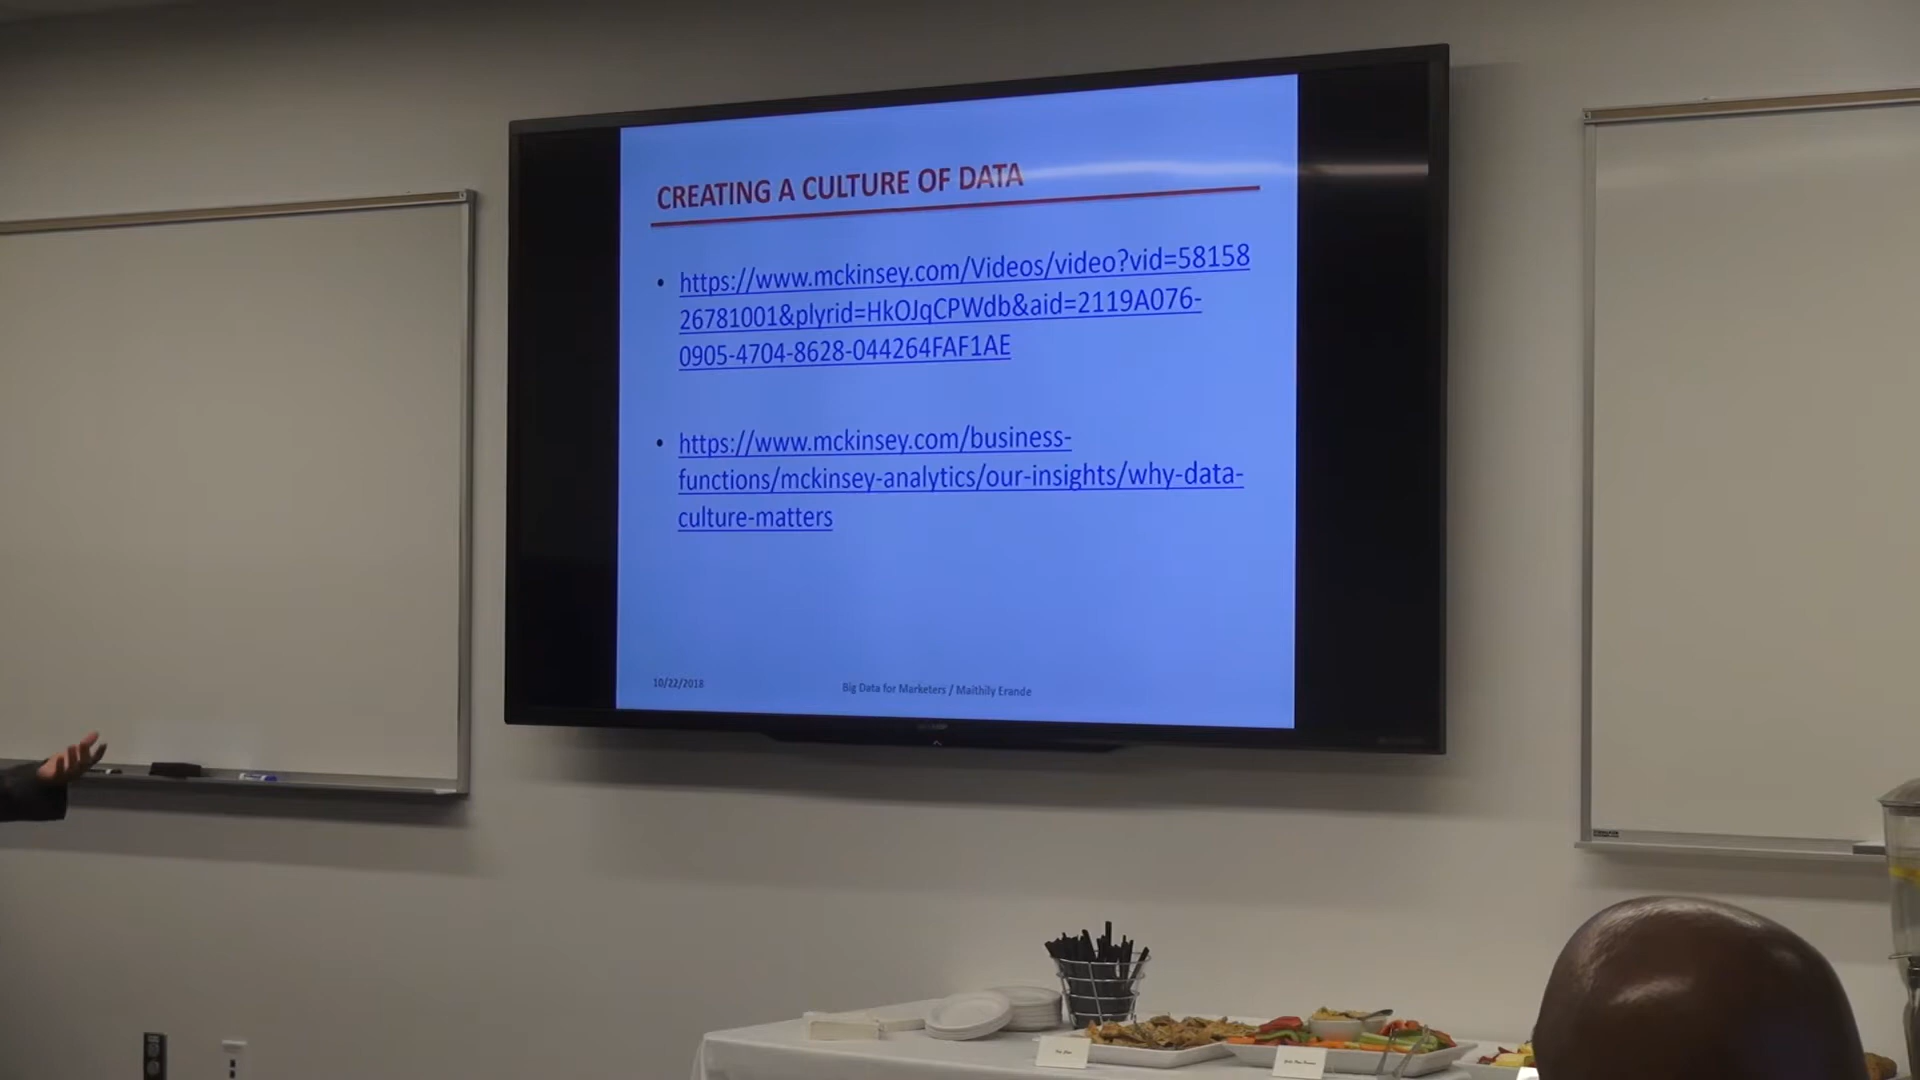 CREATING A CULTURE OF DATA
• https://www.mckinsey.com/Videos/video?vid=58158
26781001&plyrid=HkOJqCPWdb&aid=2119A076-
0905-4704-8628-044264FAF1AE
• https://www.mckinsey.com/business-
functions/mckinsey-analytics/our-insights/why-data-
culture-matters
10/22/2018
Big Data for Marketers / Maithily Erande